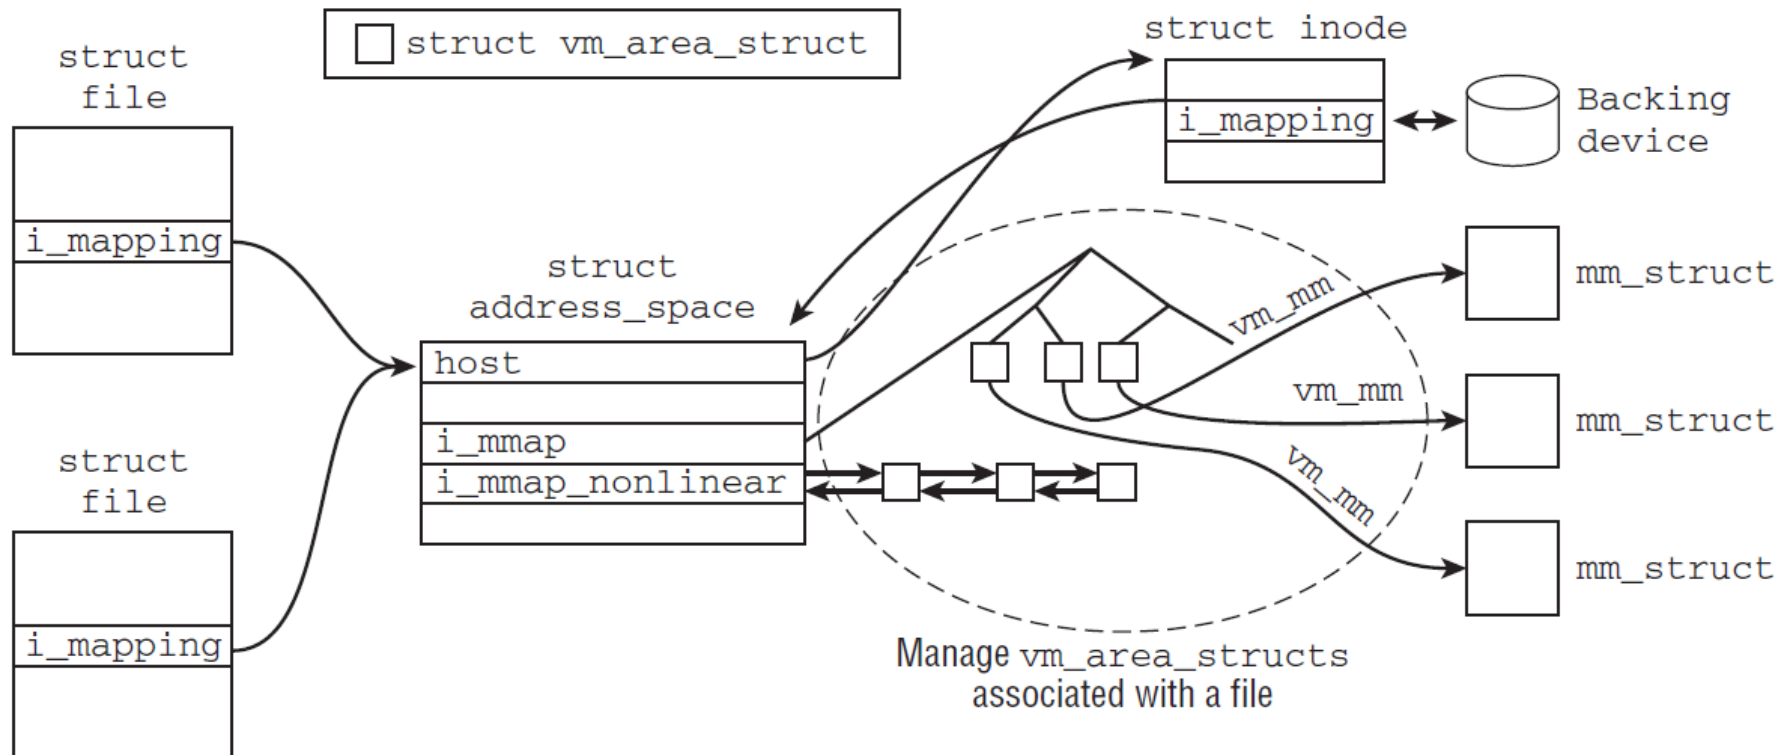 struct
file
i_mapping
struct vm_area_struct
struct inode
i_mapping
Backing
device
struct
address_space
host
i_mmap
i_mmap_nonlinear
vm_mm
vm_mm
vm_mm
mm_struct
mm_struct
mm_struct
struct
file
i_mapping
Manage vm_area_structs
associated with a file